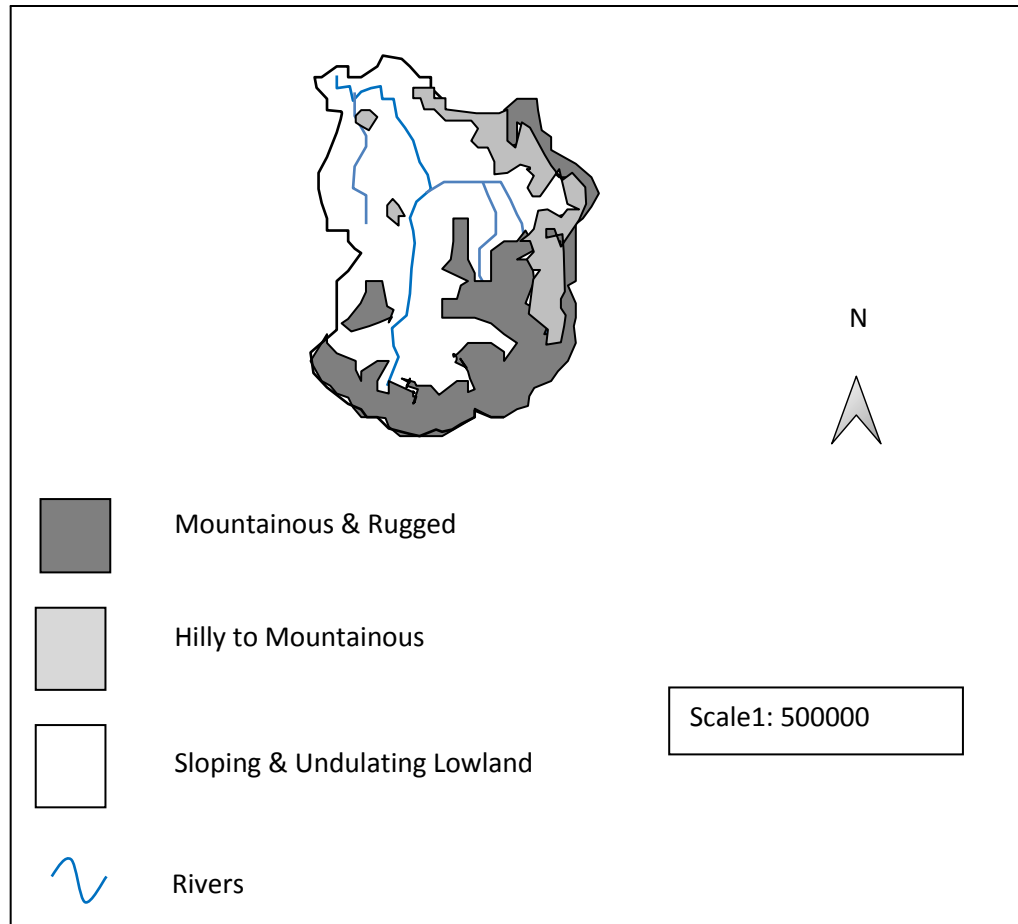 N
Mountainous & Rugged
Hilly to Mountainous
Scale1: 500000
Sloping & Undulating Lowland
Rivers